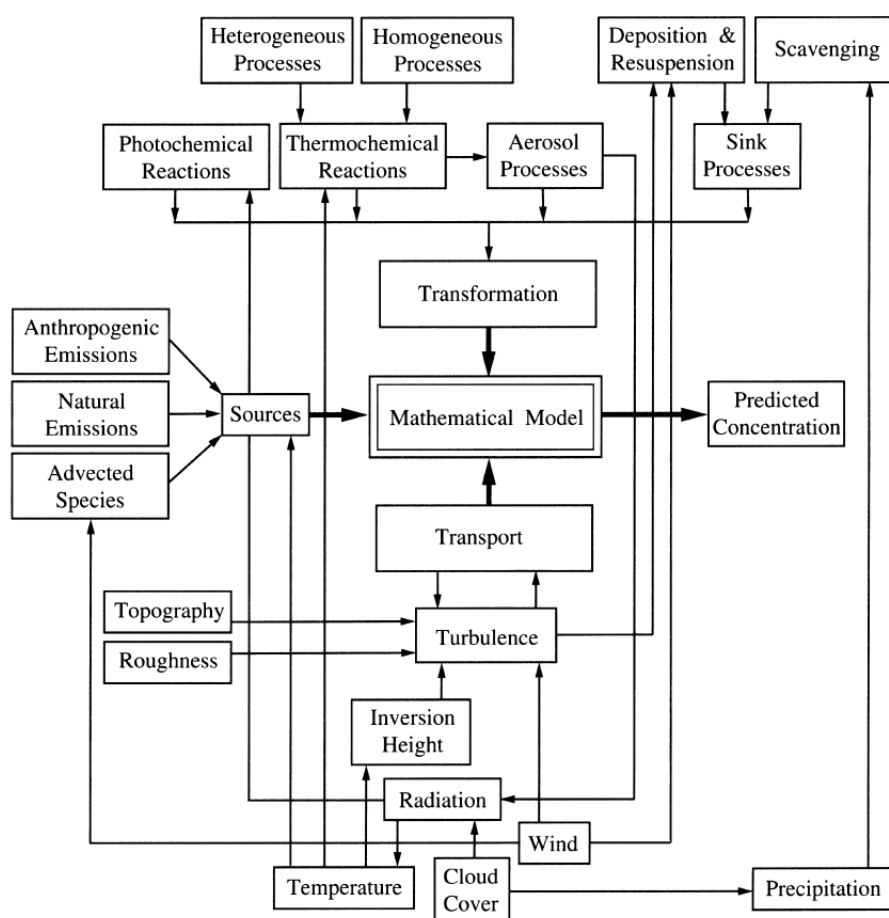 Heterogeneous
Processes
Homogeneous
Processes
Deposition &
Resuspension
Scavenging
Photochemical
Reactions
Thermochemical
Reactions
Aerosol
Processes
Sink
Processes
Transformation
Anthropogenic
Emissions
Natural
Emissions
Advected
Species
Sources
Mathematical Model
Predicted
Concentration
Transport
Topography
Roughness
Turbulence
Inversion
Height
Radiation
Wind
Temperature
Cloud
Cover
Precipitation